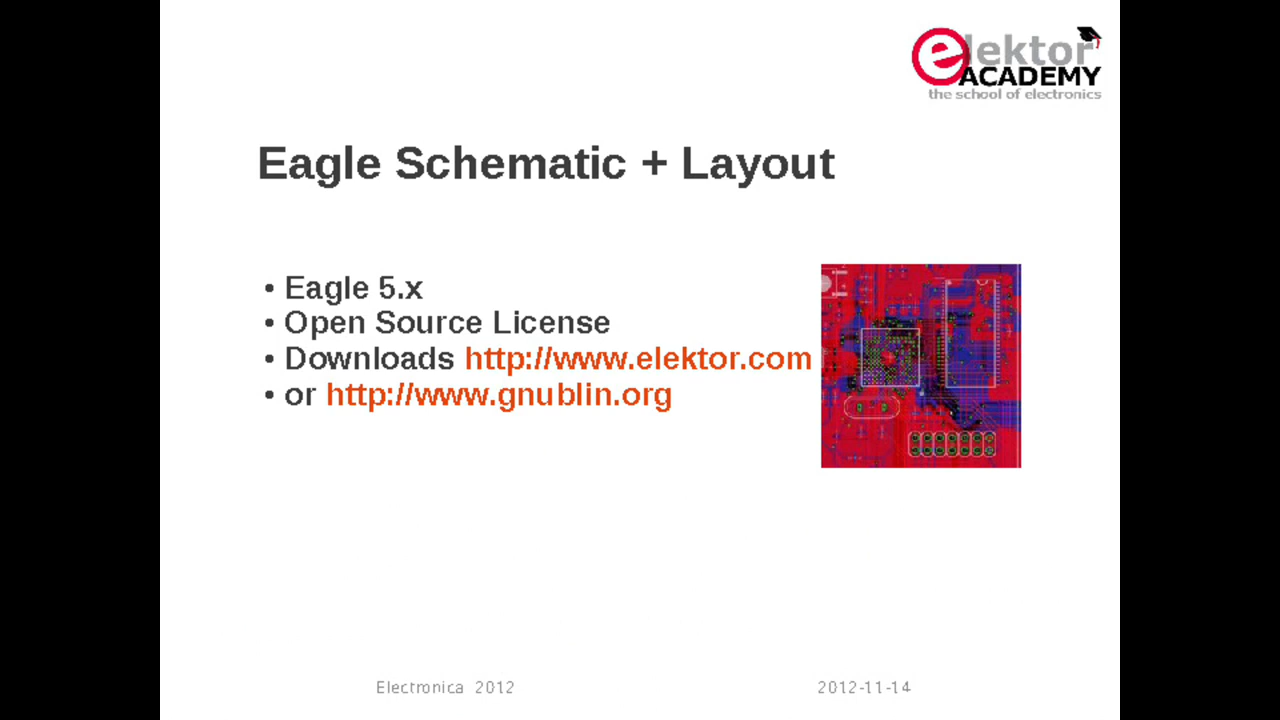 elektor
ACADEMY
the school of electronics
Eagle Schematic + Layout
• Eagle 5.x
• Open Source License
• Downloads http://www.elektor.com
• or http://www.gnublin.org
Electronica 2012
2012-11-14